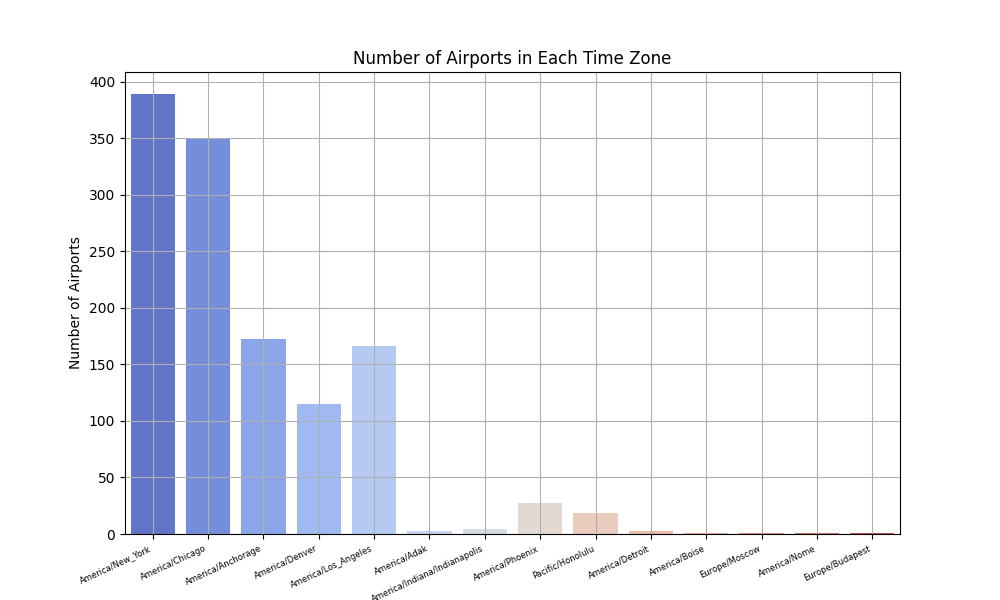 Number of Airports in Each Time Zone
Number of Airports
400
350
300
250
200
150
100
50
0
America/New_York
America/Chicago
America/Anchorage
America/Denver
America/Los_Angeles
America/Adak
America/Indiana/Indianapolis
America/Phoenix
Pacific/Honolulu
America/Detroit
America/Boise
Europe/Moscow
America/Nome
Europe/Budapest